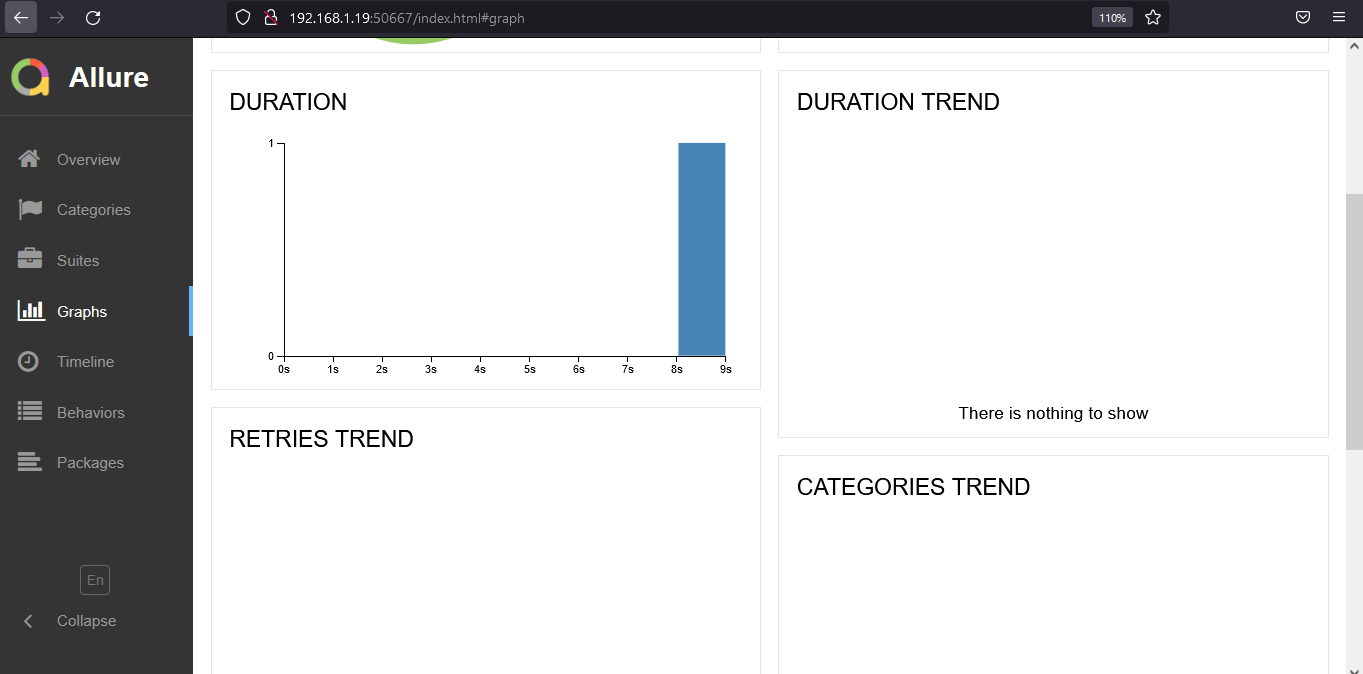 192.168.1.19:50667/index.html#graph
110%
Allure
Overview
Categories
Suites
Graphs
Timeline
Behaviors
Packages
En
Collapse
DURATION
1
0
0s 1s 2s 3s 4s 5s 6s 7s 8s 9s
DURATION TREND
There is nothing to show
RETRIES TREND
CATEGORIES TREND